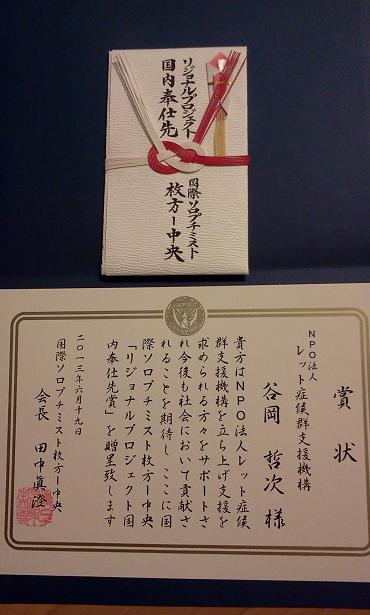 リジョナルプロジェクト
国内奉仕先
国際ソロプチミスト
枚方ー中央
賞状
NPO法人
レット症候群支援機構
谷岡 哲次 様
貴方はNPO法人レット症候
群支援機構を立ち上げ支援を
求められる方々をサポートさ
れ今後も社会において貢献さ
れることを期待しここに国
際ソロプチミスト枚方ー中央
「リジョナルプロジェクト国
内奉仕先賞」を贈呈致します
二〇一三年六月十九日
国際ソロプチミスト枚方ー中央
会長 田中眞澄